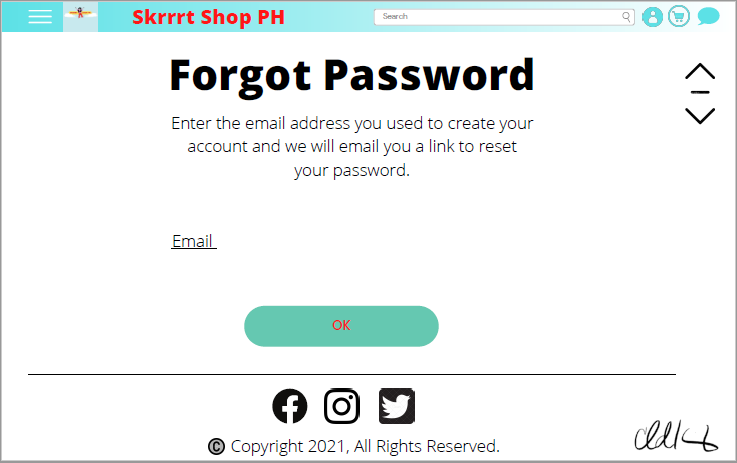 Skrrrt Shop PH
Search
Forgot Password
Enter the email address you used to create your
account and we will email you a link to reset
your password.
Email
OK
© Copyright 2021, All Rights Reserved.